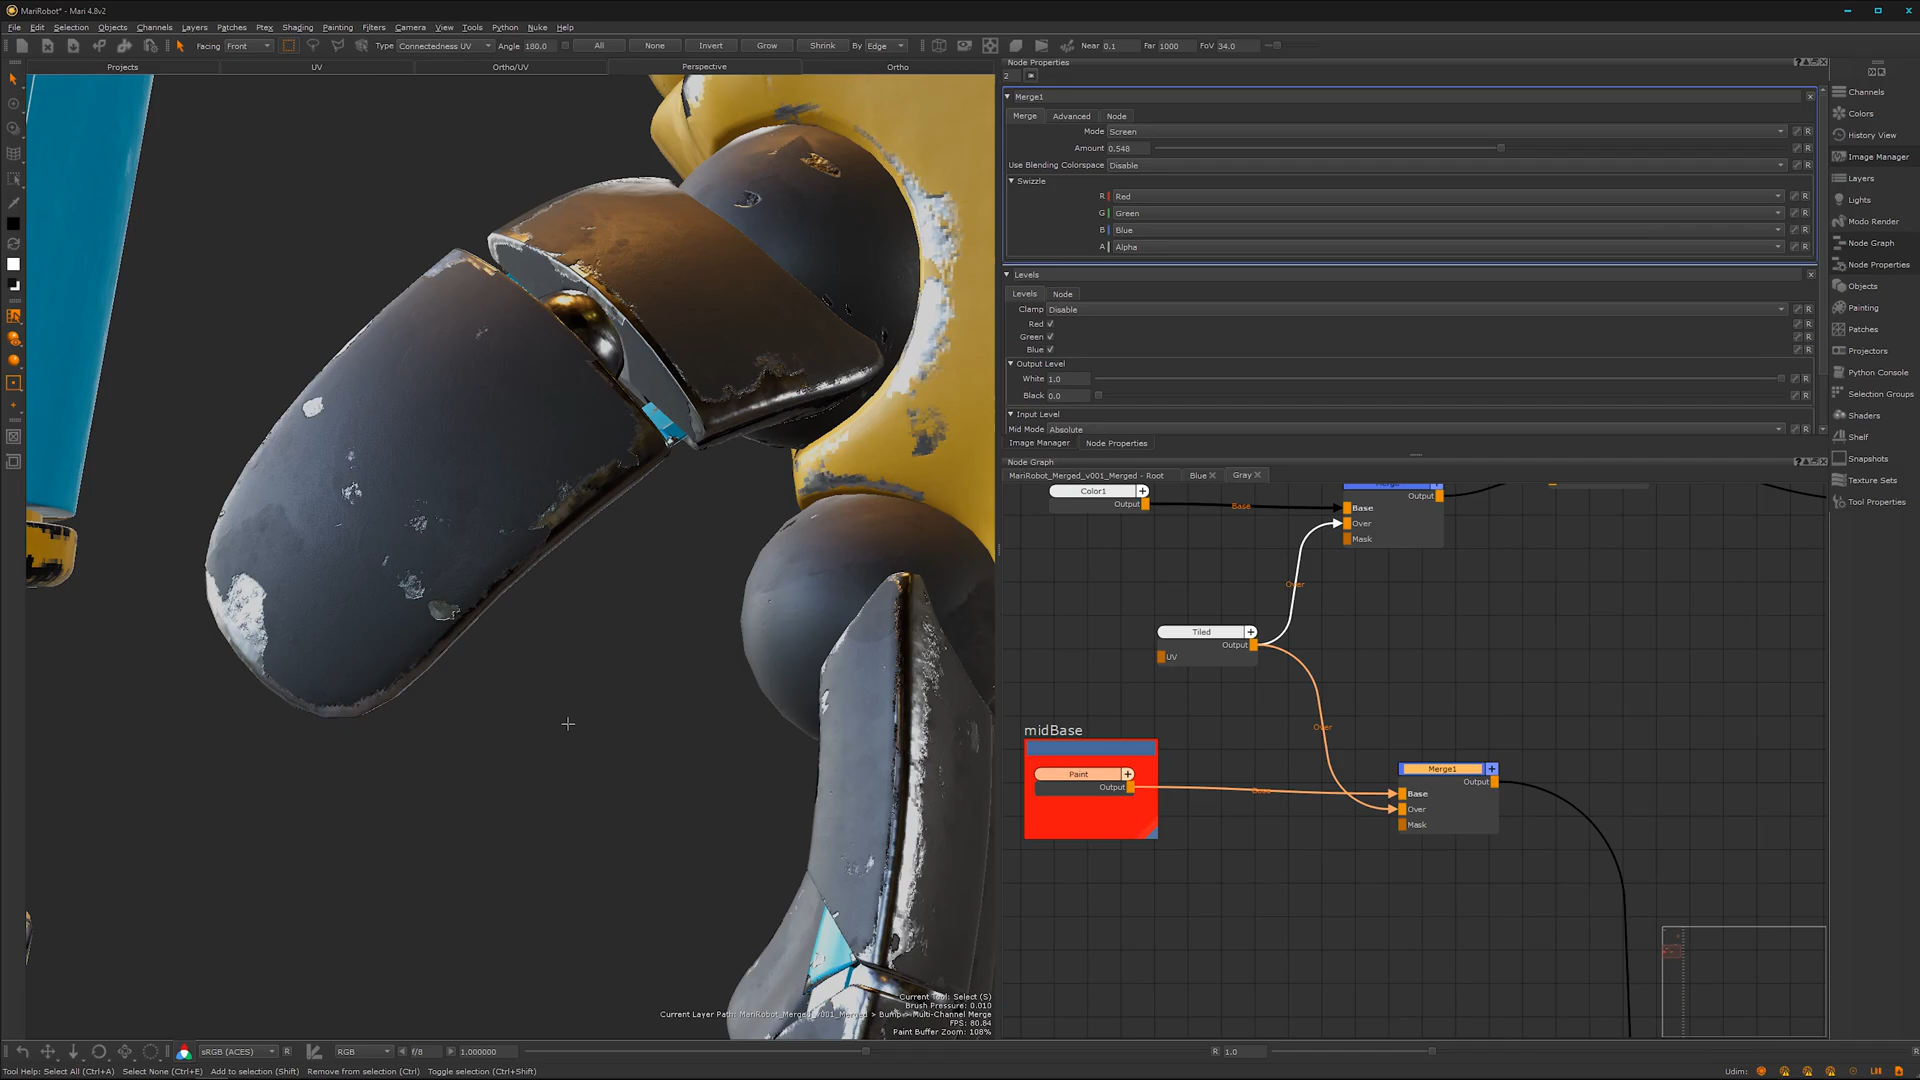 MariRobot* - Mari 4.8v2
File Edit Selection Objects Channels Layers Patches Ptex Shading Painting Filters Camera View Tools Python Nuke Help
Facing Front Type Connectedness UV Angle 180.0 All None Invert Grow Shrink By Edge Near 0.1 Far 1000 FoV 34.0
Projects UV Ortho/UV Perspective Ortho
Node Properties
2
Merge1
Merge Advanced Node
Mode Screen
Amount 0.548
Use Blending Colorspace Disable
Swizzle
R Red
G Green
B Blue
A Alpha
Levels
Levels Node
Clamp Disable
Red
Green
Blue
Output Level
White 1.0
Black 0.0
Input Level
Mid Mode Absolute
Image Manager Node Properties
Node Graph
MariRobot_Merged_v001_Merged - Root Blue Gray
Color1
Output
Base
Output
Base
Over
Mask
Over
Tiled
Output
UV
Over
midBase
Paint
Output
Base
Merge1
Output
Base
Over
Mask
Channels
Colors
History View
Image Manager
Layers
Lights
Modo Render
Node Graph
Node Properties
Objects
Painting
Patches
Projectors
Python Console
Selection Groups
Shaders
Shelf
Snapshots
Texture Sets
Tool Properties
Current Tool: Select (S)
Brush Pressure: 0.010
Current Layer Path: MariRobot_Merged_v001_Merged > Bump > Multi-Channel Merge
FPS: 80.84
Paint Buffer Zoom: 108%
sRGB (ACES) R RGB f/8 1.000000 R 1.0 R
Tool Help: Select All (Ctrl+A) Select None (Ctrl+E) Add to selection (Shift) Remove from selection (Ctrl) Toggle selection (Ctrl+Shift) Udim: